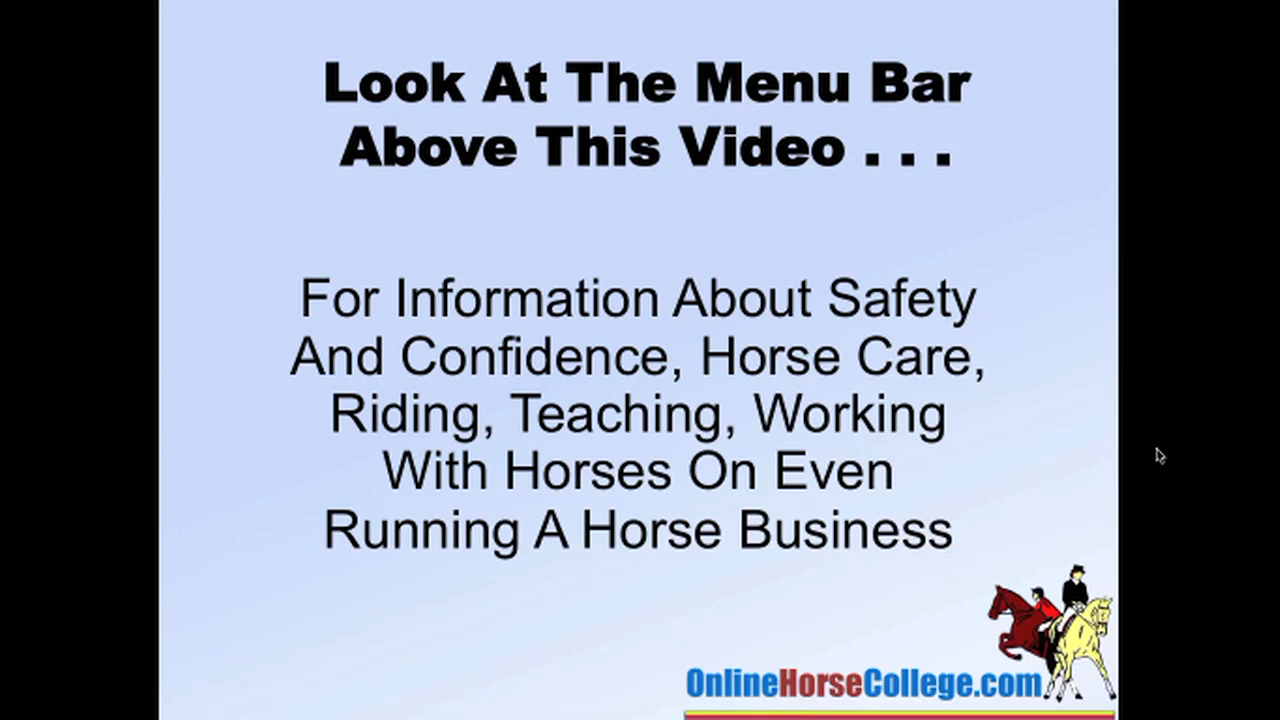 Look At The Menu Bar
Above This Video . . .
For Information About Safety
And Confidence, Horse Care,
Riding, Teaching, Working
With Horses On Even
Running A Horse Business
OnlineHorseCollege.com